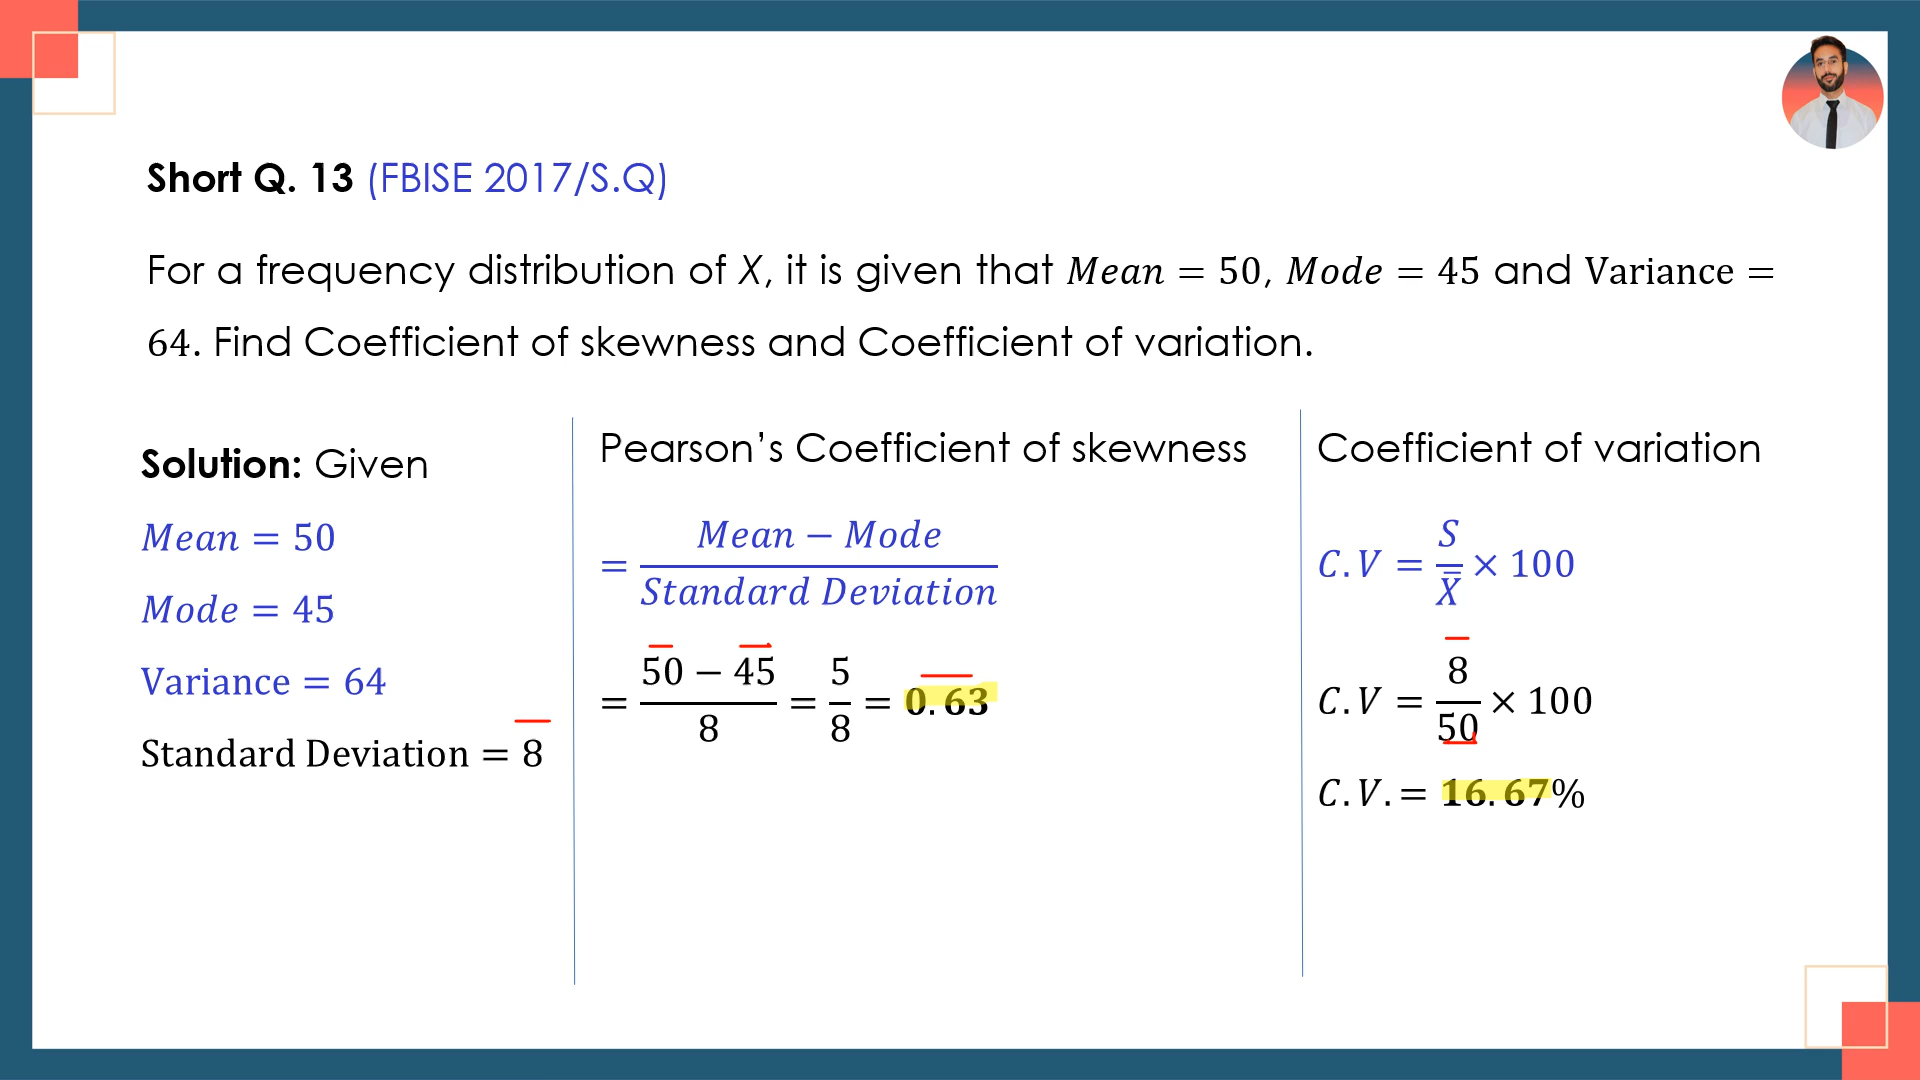 Short Q. 13 (FBISE 2017/S.Q)
For a frequency distribution of X, it is given that Mean = 50, Mode = 45 and Variance =
64. Find Coefficient of skewness and Coefficient of variation.
Solution: Given
Mean = 50
Mode = 45
Variance = 64
Standard Deviation = 8
Pearson’s Coefficient of skewness
= Mean − Mode / Standard Deviation
= 50 − 45 / 8 = 5 / 8 = 0.63
Coefficient of variation
C.V = S / X̄ × 100
C.V = 8 / 50 × 100
C.V. = 16.67%